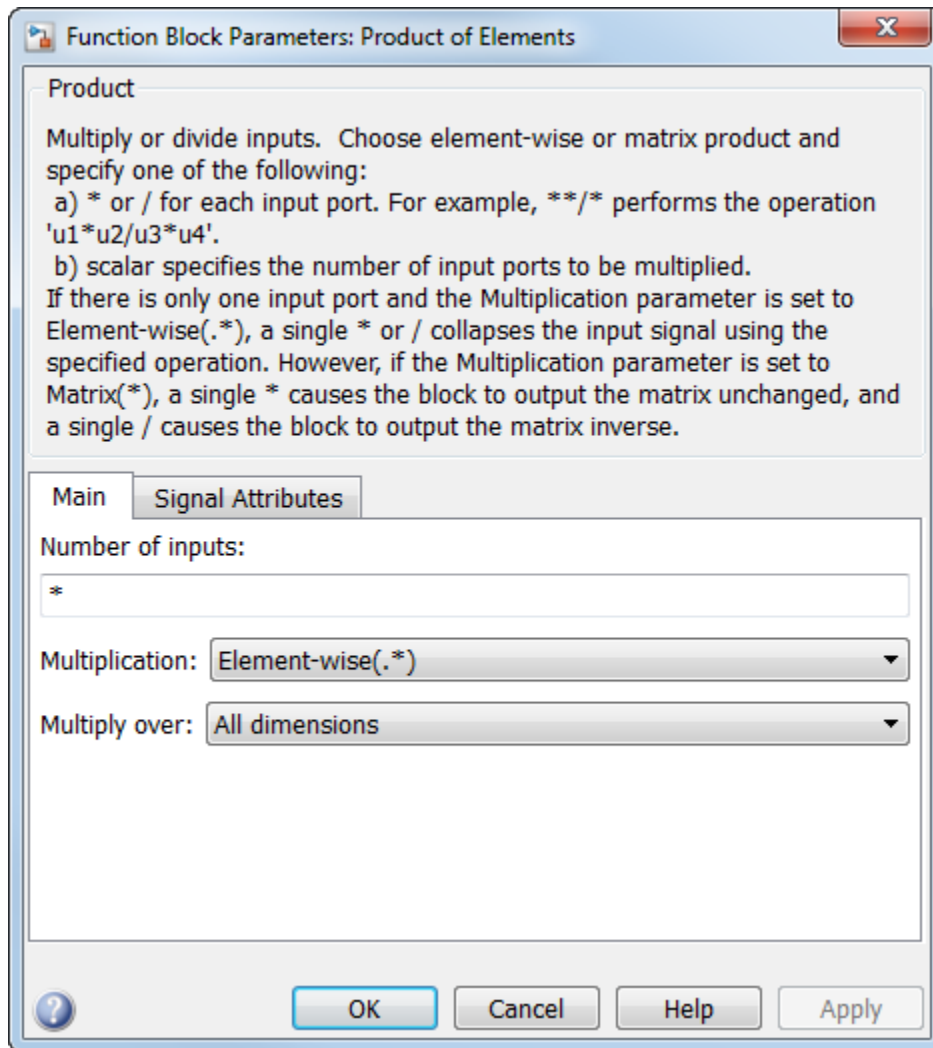 Function Block Parameters: Product of Elements
Product
Multiply or divide inputs.  Choose element-wise or matrix product and
specify one of the following:
a) * or / for each input port. For example, **/* performs the operation
'u1*u2/u3*u4'.
b) scalar specifies the number of input ports to be multiplied.
If there is only one input port and the Multiplication parameter is set to
Element-wise(.*), a single * or / collapses the input signal using the
specified operation. However, if the Multiplication parameter is set to
Matrix(*), a single * causes the block to output the matrix unchanged, and
a single / causes the block to output the matrix inverse.
Main Signal Attributes
Number of inputs:
*
Multiplication: Element-wise(.*)
Multiply over: All dimensions
? OK Cancel Help Apply